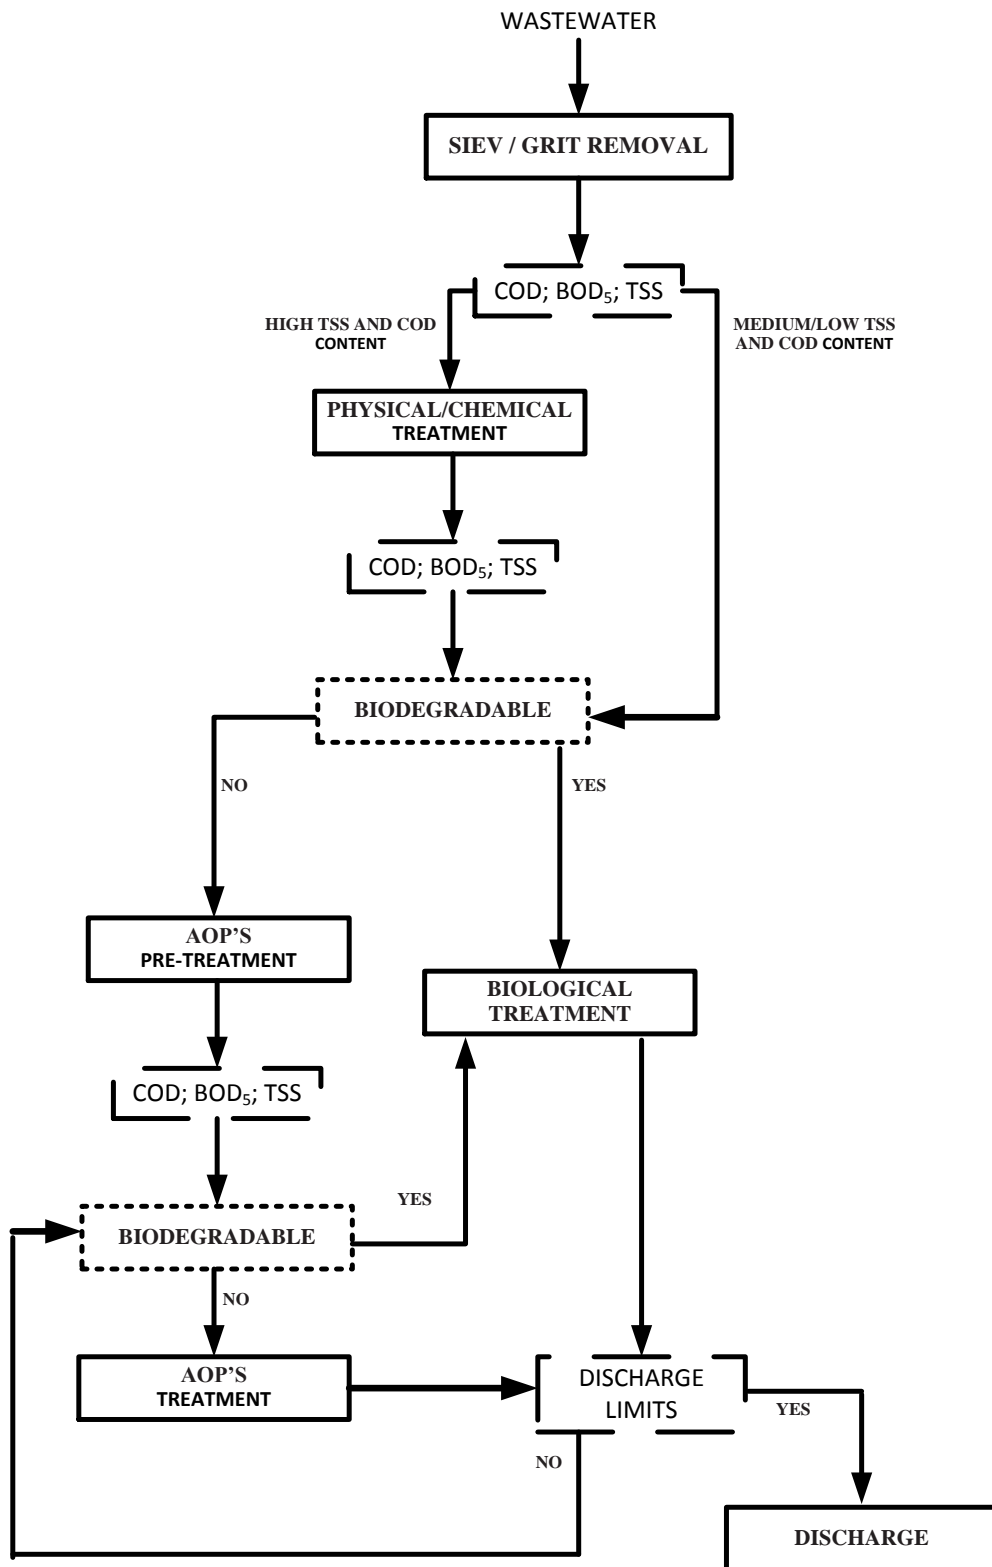 WASTEWATER
SIEV / GRIT REMOVAL
COD; BOD₅; TSS
HIGH TSS AND COD
CONTENT
MEDIUM/LOW TSS
AND COD CONTENT
PHYSICAL/CHEMICAL
TREATMENT
COD; BOD₅; TSS
BIODEGRADABLE
NO
YES
AOP'S
PRE-TREATMENT
BIOLOGICAL
TREATMENT
COD; BOD₅; TSS
YES
BIODEGRADABLE
NO
AOP'S
TREATMENT
DISCHARGE
LIMITS
YES
NO
DISCHARGE